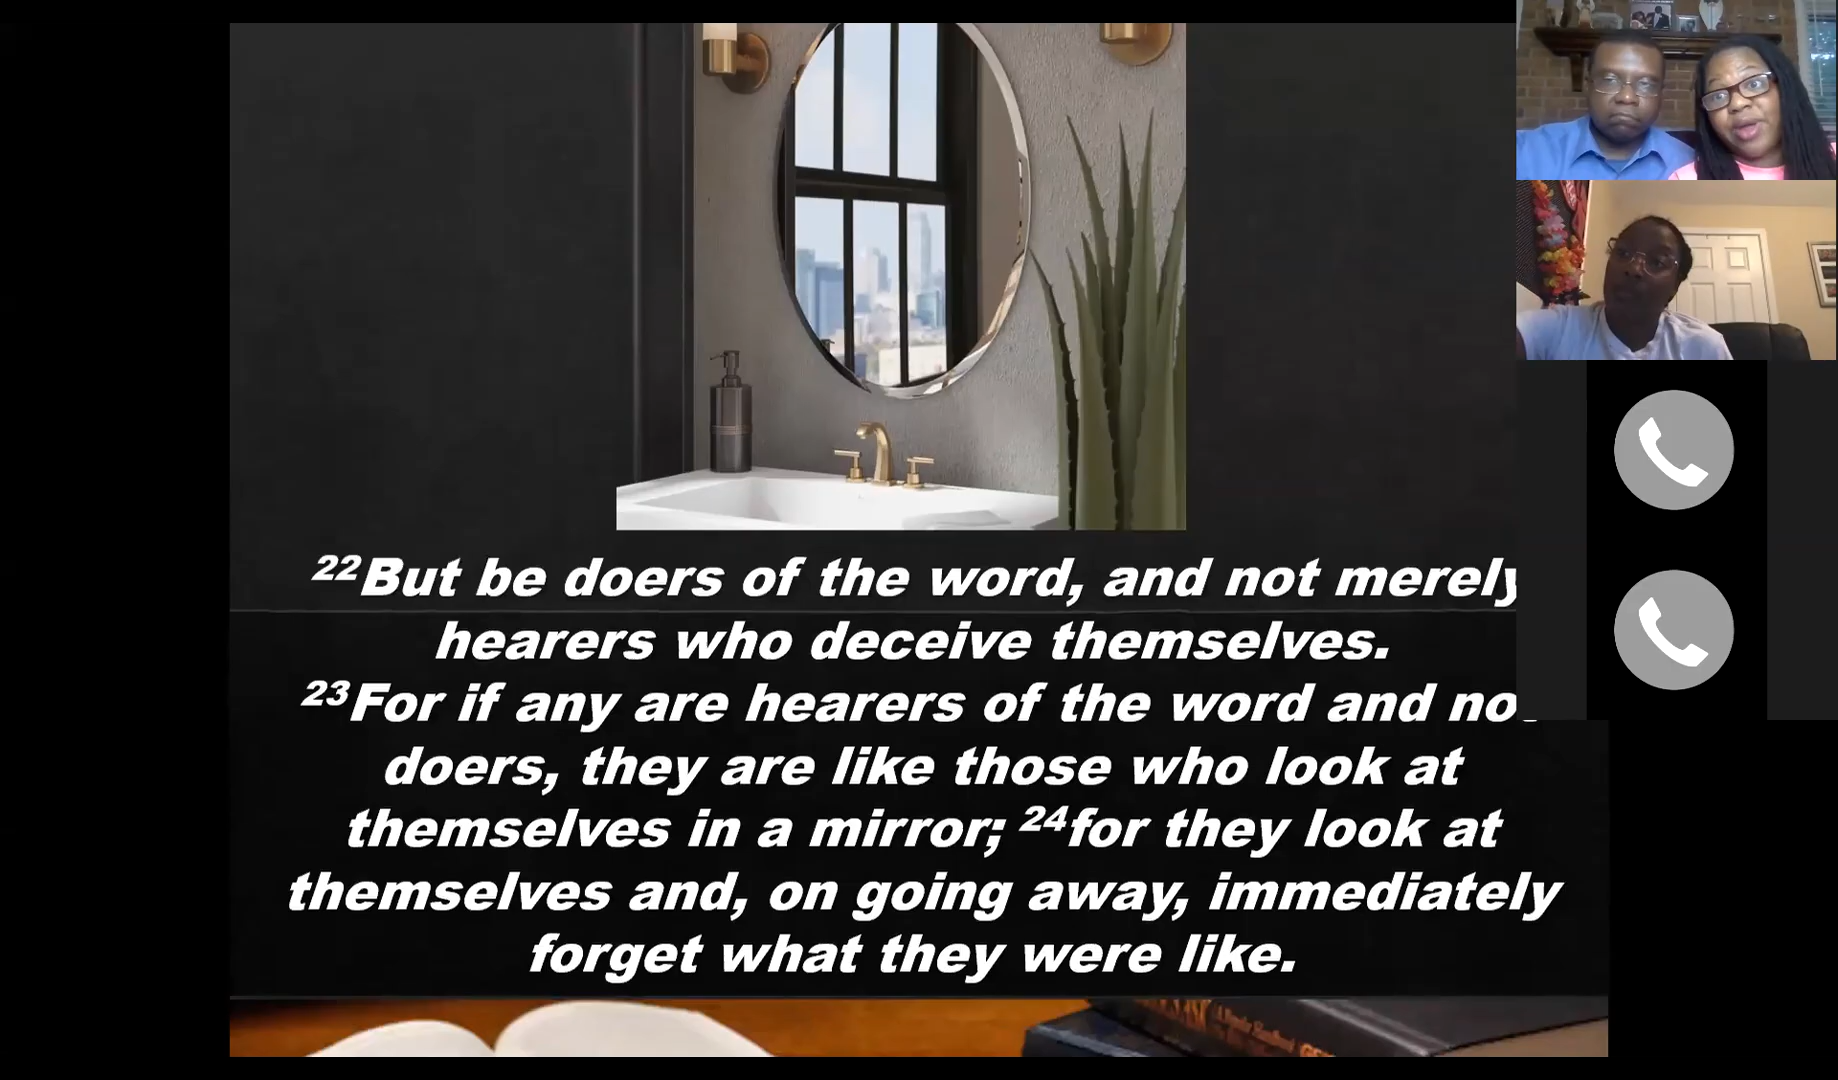 22But be doers of the word, and not merely
hearers who deceive themselves.
23For if any are hearers of the word and not
doers, they are like those who look at
themselves in a mirror; 24for they look at
themselves and, on going away, immediately
forget what they were like.